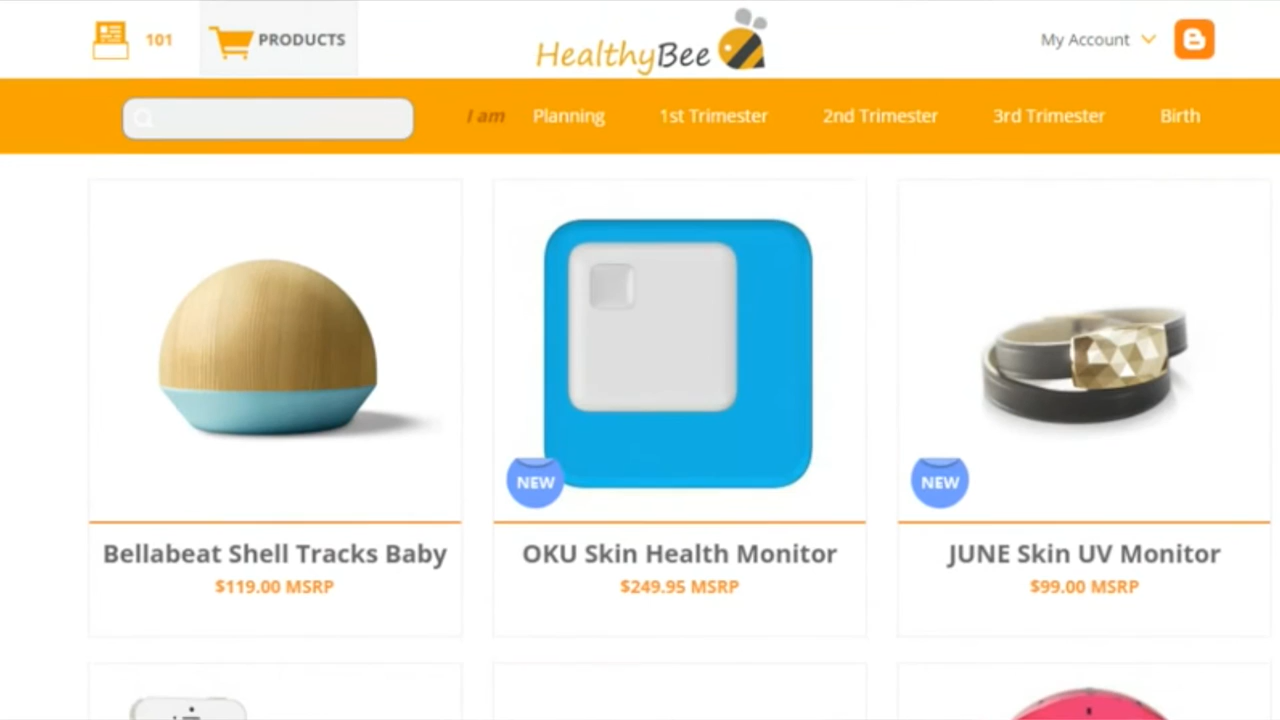 101
PRODUCTS
HealthyBee
My Account
I am
Planning
1st Trimester
2nd Trimester
3rd Trimester
Birth
NEW
NEW
Bellabeat Shell Tracks Baby
$119.00 MSRP
OKU Skin Health Monitor
$249.95 MSRP
JUNE Skin UV Monitor
$99.00 MSRP